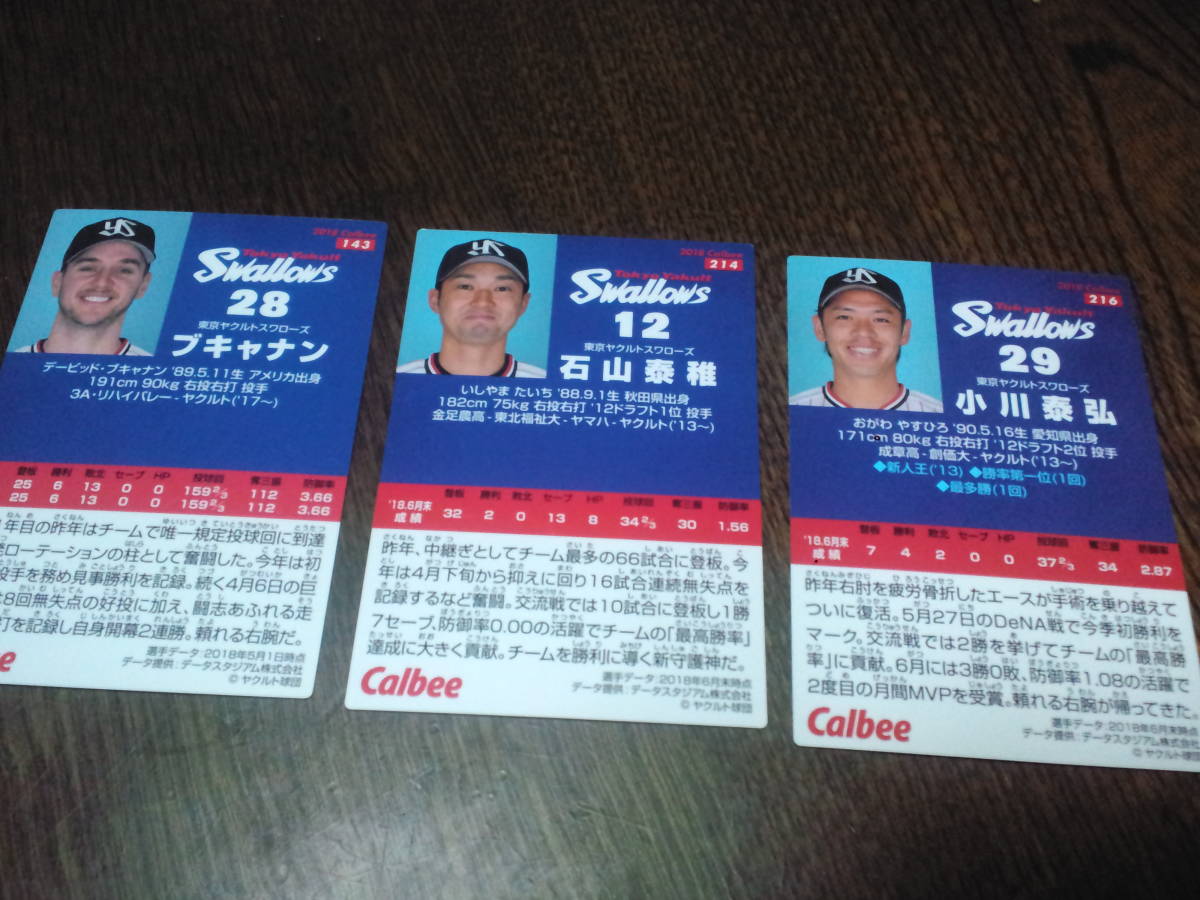 2018 Calbee
143
Tokyo Yakult
Swallows
28
東京ヤクルトスワローズ
ブキャナン
デービッド・ブキャナン '89.5.11生 アメリカ出身
191cm 90kg 右投右打 投手
3A・リハイバレー - ヤクルト('17〜)
登板 勝利 敗北 セーブ HP 投球回 奪三振 防御率
25 6 13 0 0 159 2/3 112 3.66
25 6 13 0 0 159 2/3 112 3.66
年目の昨年はチームで唯一規定投球回に到達
ローテーションの柱として奮闘した。今年は初
投手を務め見事勝利を記録。続く4月6日の巨
は8回無失点の好投に加え、闘志あふれる走
打を記録し自身開幕2連勝。頼れる右腕だ。
選手データ：2018年5月1日時点
データ提供：データスタジアム株式会社
© ヤクルト球団
2018 Calbee
214
Tokyo Yakult
Swallows
12
東京ヤクルトスワローズ
石山泰稚
いしやま たいち '88.9.1生 秋田県出身
182cm 75kg 右投右打 '12ドラフト1位 投手
金足農高 - 東北福祉大 - ヤマハ - ヤクルト('13〜)
登板 勝利 敗北 セーブ HP 投球回 奪三振 防御率
'18.6月末
成績 32 2 0 13 8 34 2/3 30 1.56
昨年、中継ぎとしてチーム最多の66試合に登板。今
年は4月下旬から抑えに回り16試合連続無失点を
記録するなど奮闘。交流戦では10試合に登板し1勝
7セーブ、防御率0.00の活躍でチームの「最高勝率」
達成に大きく貢献。チームを勝利に導く新守護神だ。
選手データ：2018年6月末時点
データ提供：データスタジアム株式会社
© ヤクルト球団
Calbee
2018 Calbee
216
Tokyo Yakult
Swallows
29
東京ヤクルトスワローズ
小川泰弘
おがわ やすひろ '90.5.16生 愛知県出身
171cm 80kg 右投右打 '12ドラフト2位 投手
成章高 - 創価大 - ヤクルト('13〜)
◆新人王('13) ◆勝率第一位(1回)
◆最多勝(1回)
登板 勝利 敗北 セーブ HP 投球回 奪三振 防御率
'18.6月末
成績 7 4 2 0 0 37 2/3 34 2.87
昨年右肘を疲労骨折したエースが手術を乗り越えて
ついに復活。5月27日のDeNA戦で今季初勝利を
マーク。交流戦では2勝を挙げてチームの「最高勝
率」に貢献。6月には3勝0敗、防御率1.08の活躍で
2度目の月間MVPを受賞。頼れる右腕が帰ってきた。
選手データ：2018年6月末時点
データ提供：データスタジアム株式会社
© ヤクルト球団
Calbee